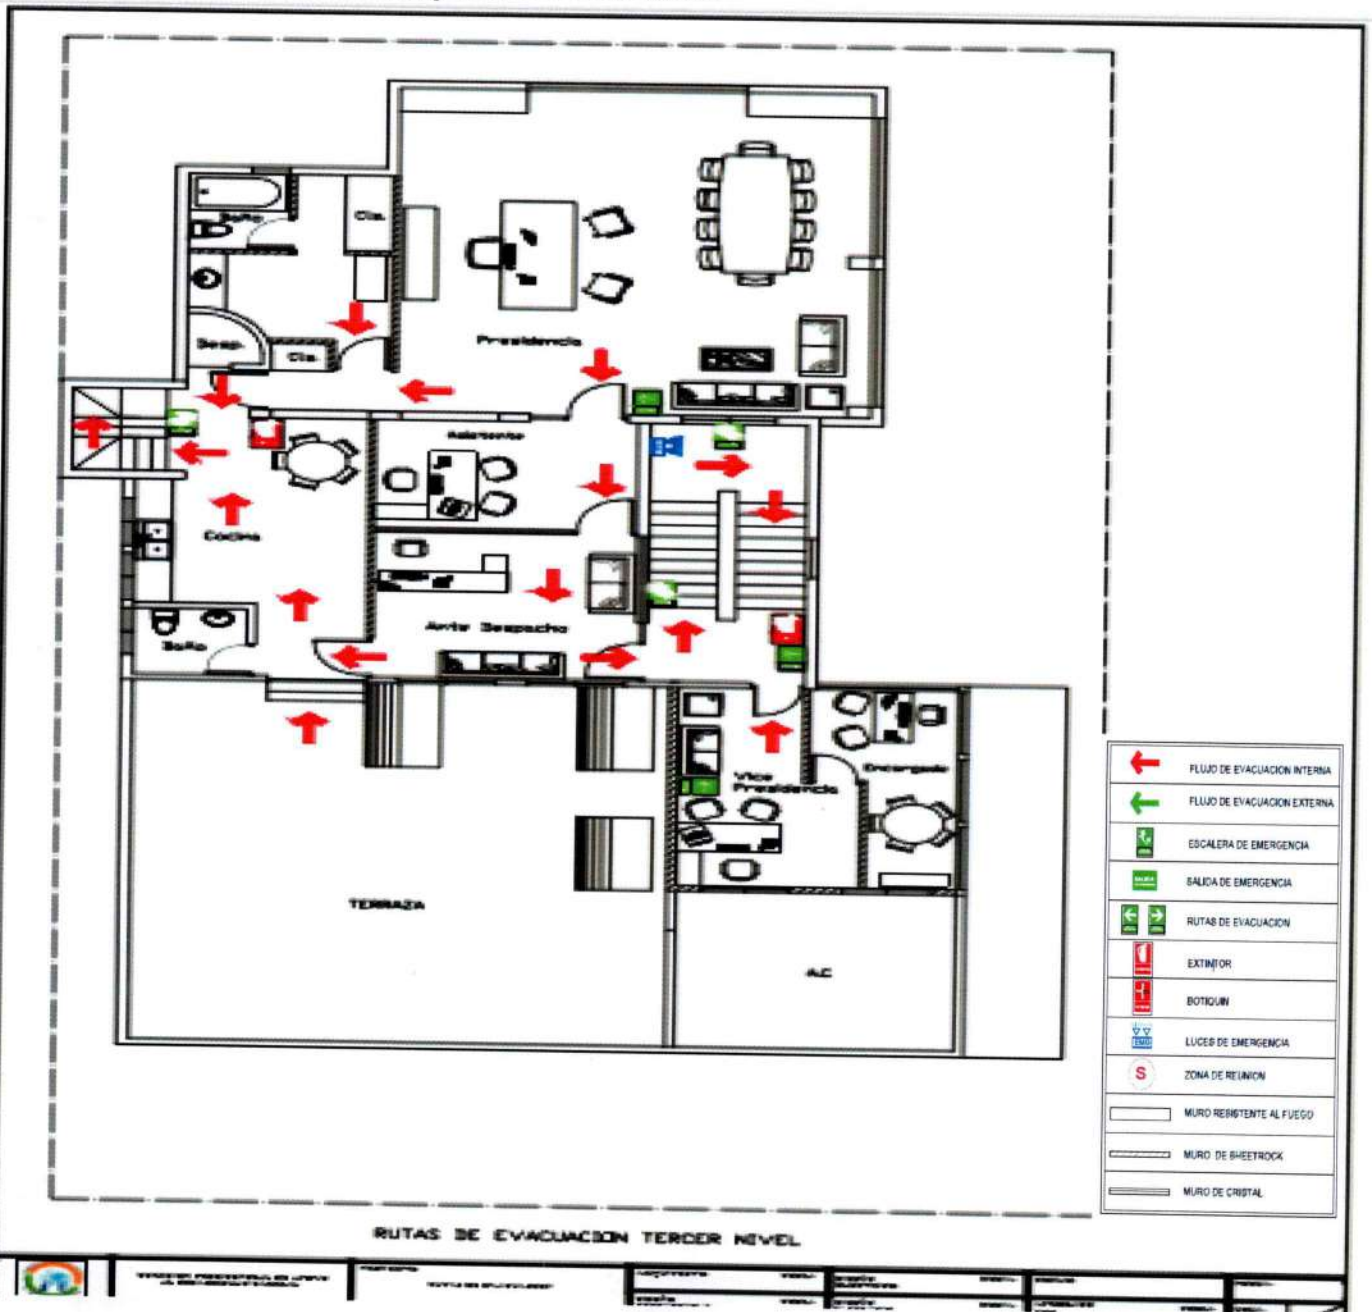 Baño
Clo.
Presidencia
Desp.
Clo.
Asistente
Cocina
Ante Despacho
Baño
Vice
Presidencia
Encargado
TERRAZA
A.C
FLUJO DE EVACUACION INTERNA
FLUJO DE EVACUACION EXTERNA
ESCALERA DE EMERGENCIA
SALIDA DE EMERGENCIA
RUTAS DE EVACUACION
EXTINTOR
BOTIQUIN
LUCES DE EMERGENCIA
S ZONA DE REUNION
MURO RESISTENTE AL FUEGO
MURO DE SHEETROCK
MURO DE CRISTAL
RUTAS DE EVACUACION TERCER NIVEL